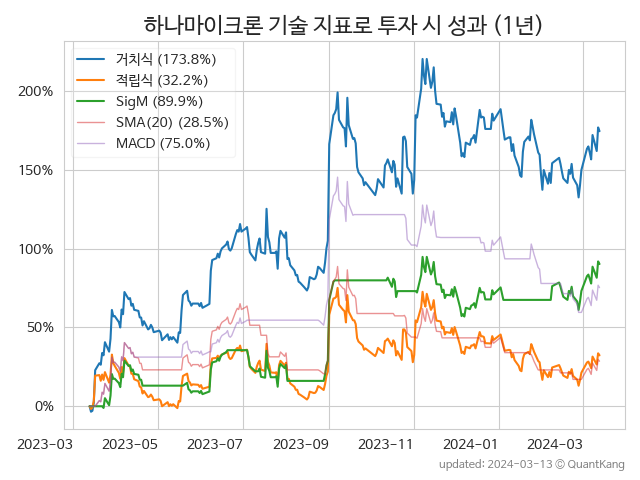 하나마이크론 기술 지표로 투자 시 성과 (1년)
거치식 (173.8%)
적립식 (32.2%)
SigM (89.9%)
SMA(20) (28.5%)
MACD (75.0%)
200%
150%
100%
50%
0%
2023-03 2023-05 2023-07 2023-09 2023-11 2024-01 2024-03
updated: 2024-03-13 ⓒ QuantKang